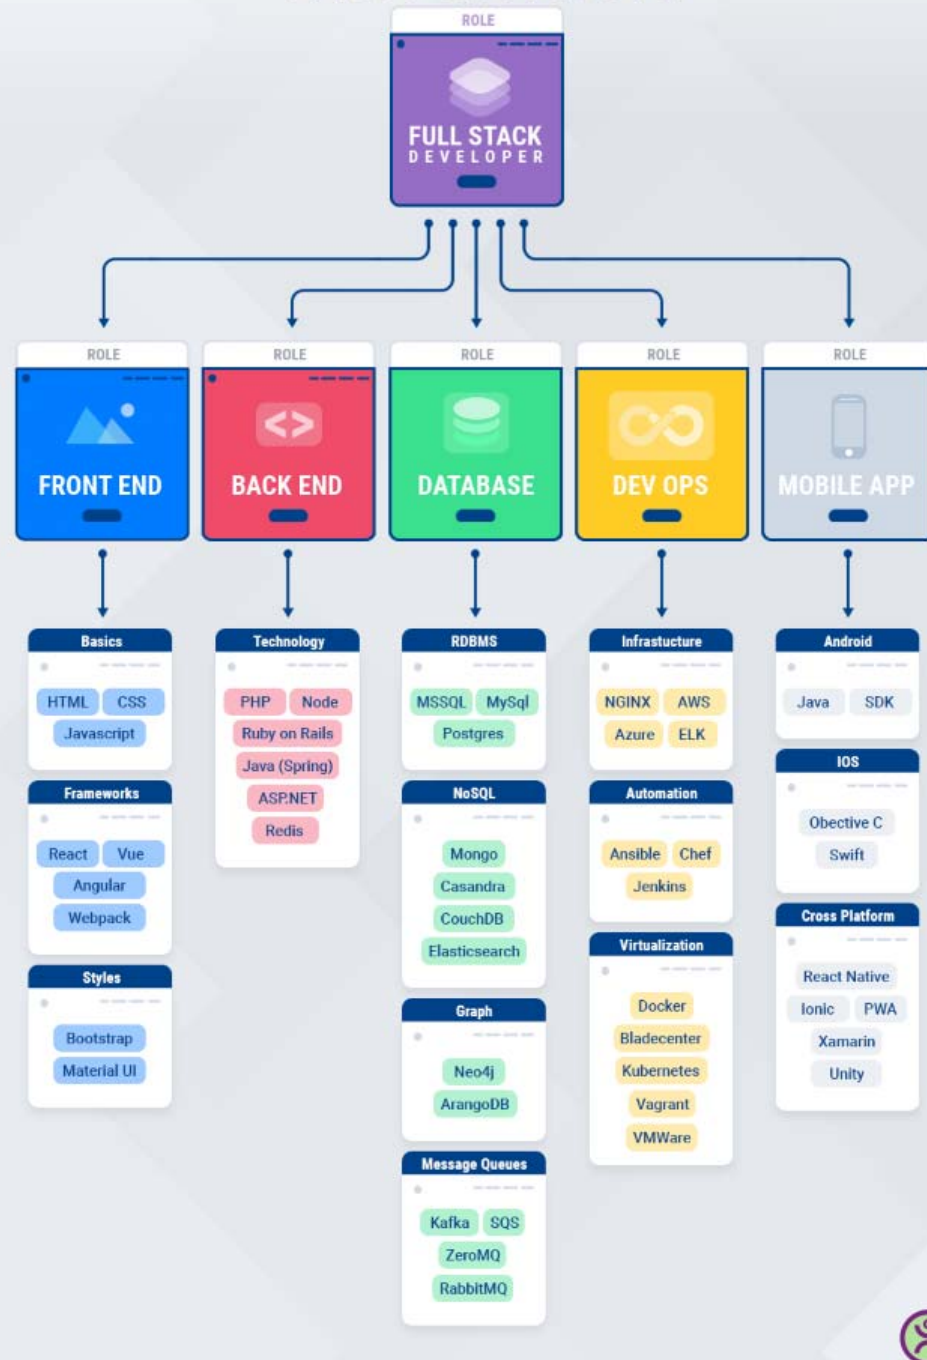 ROLE
FULL STACK
DEVELOPER
ROLE
FRONT END
ROLE
BACK END
ROLE
DATABASE
ROLE
DEV OPS
ROLE
MOBILE APP
Basics
HTML CSS
Javascript
Frameworks
React Vue
Angular
Webpack
Styles
Bootstrap
Material UI
Technology
PHP Node
Ruby on Rails
Java (Spring)
ASP.NET
Redis
RDBMS
MSSQL MySql
Postgres
NoSQL
Mongo
Casandra
CouchDB
Elasticsearch
Graph
Neo4j
ArangoDB
Message Queues
Kafka SQS
ZeroMQ
RabbitMQ
Infrastucture
NGINX AWS
Azure ELK
Automation
Ansible Chef
Jenkins
Virtualization
Docker
Bladecenter
Kubernetes
Vagrant
VMWare
Android
Java SDK
IOS
Obective C
Swift
Cross Platform
React Native
Ionic PWA
Xamarin
Unity